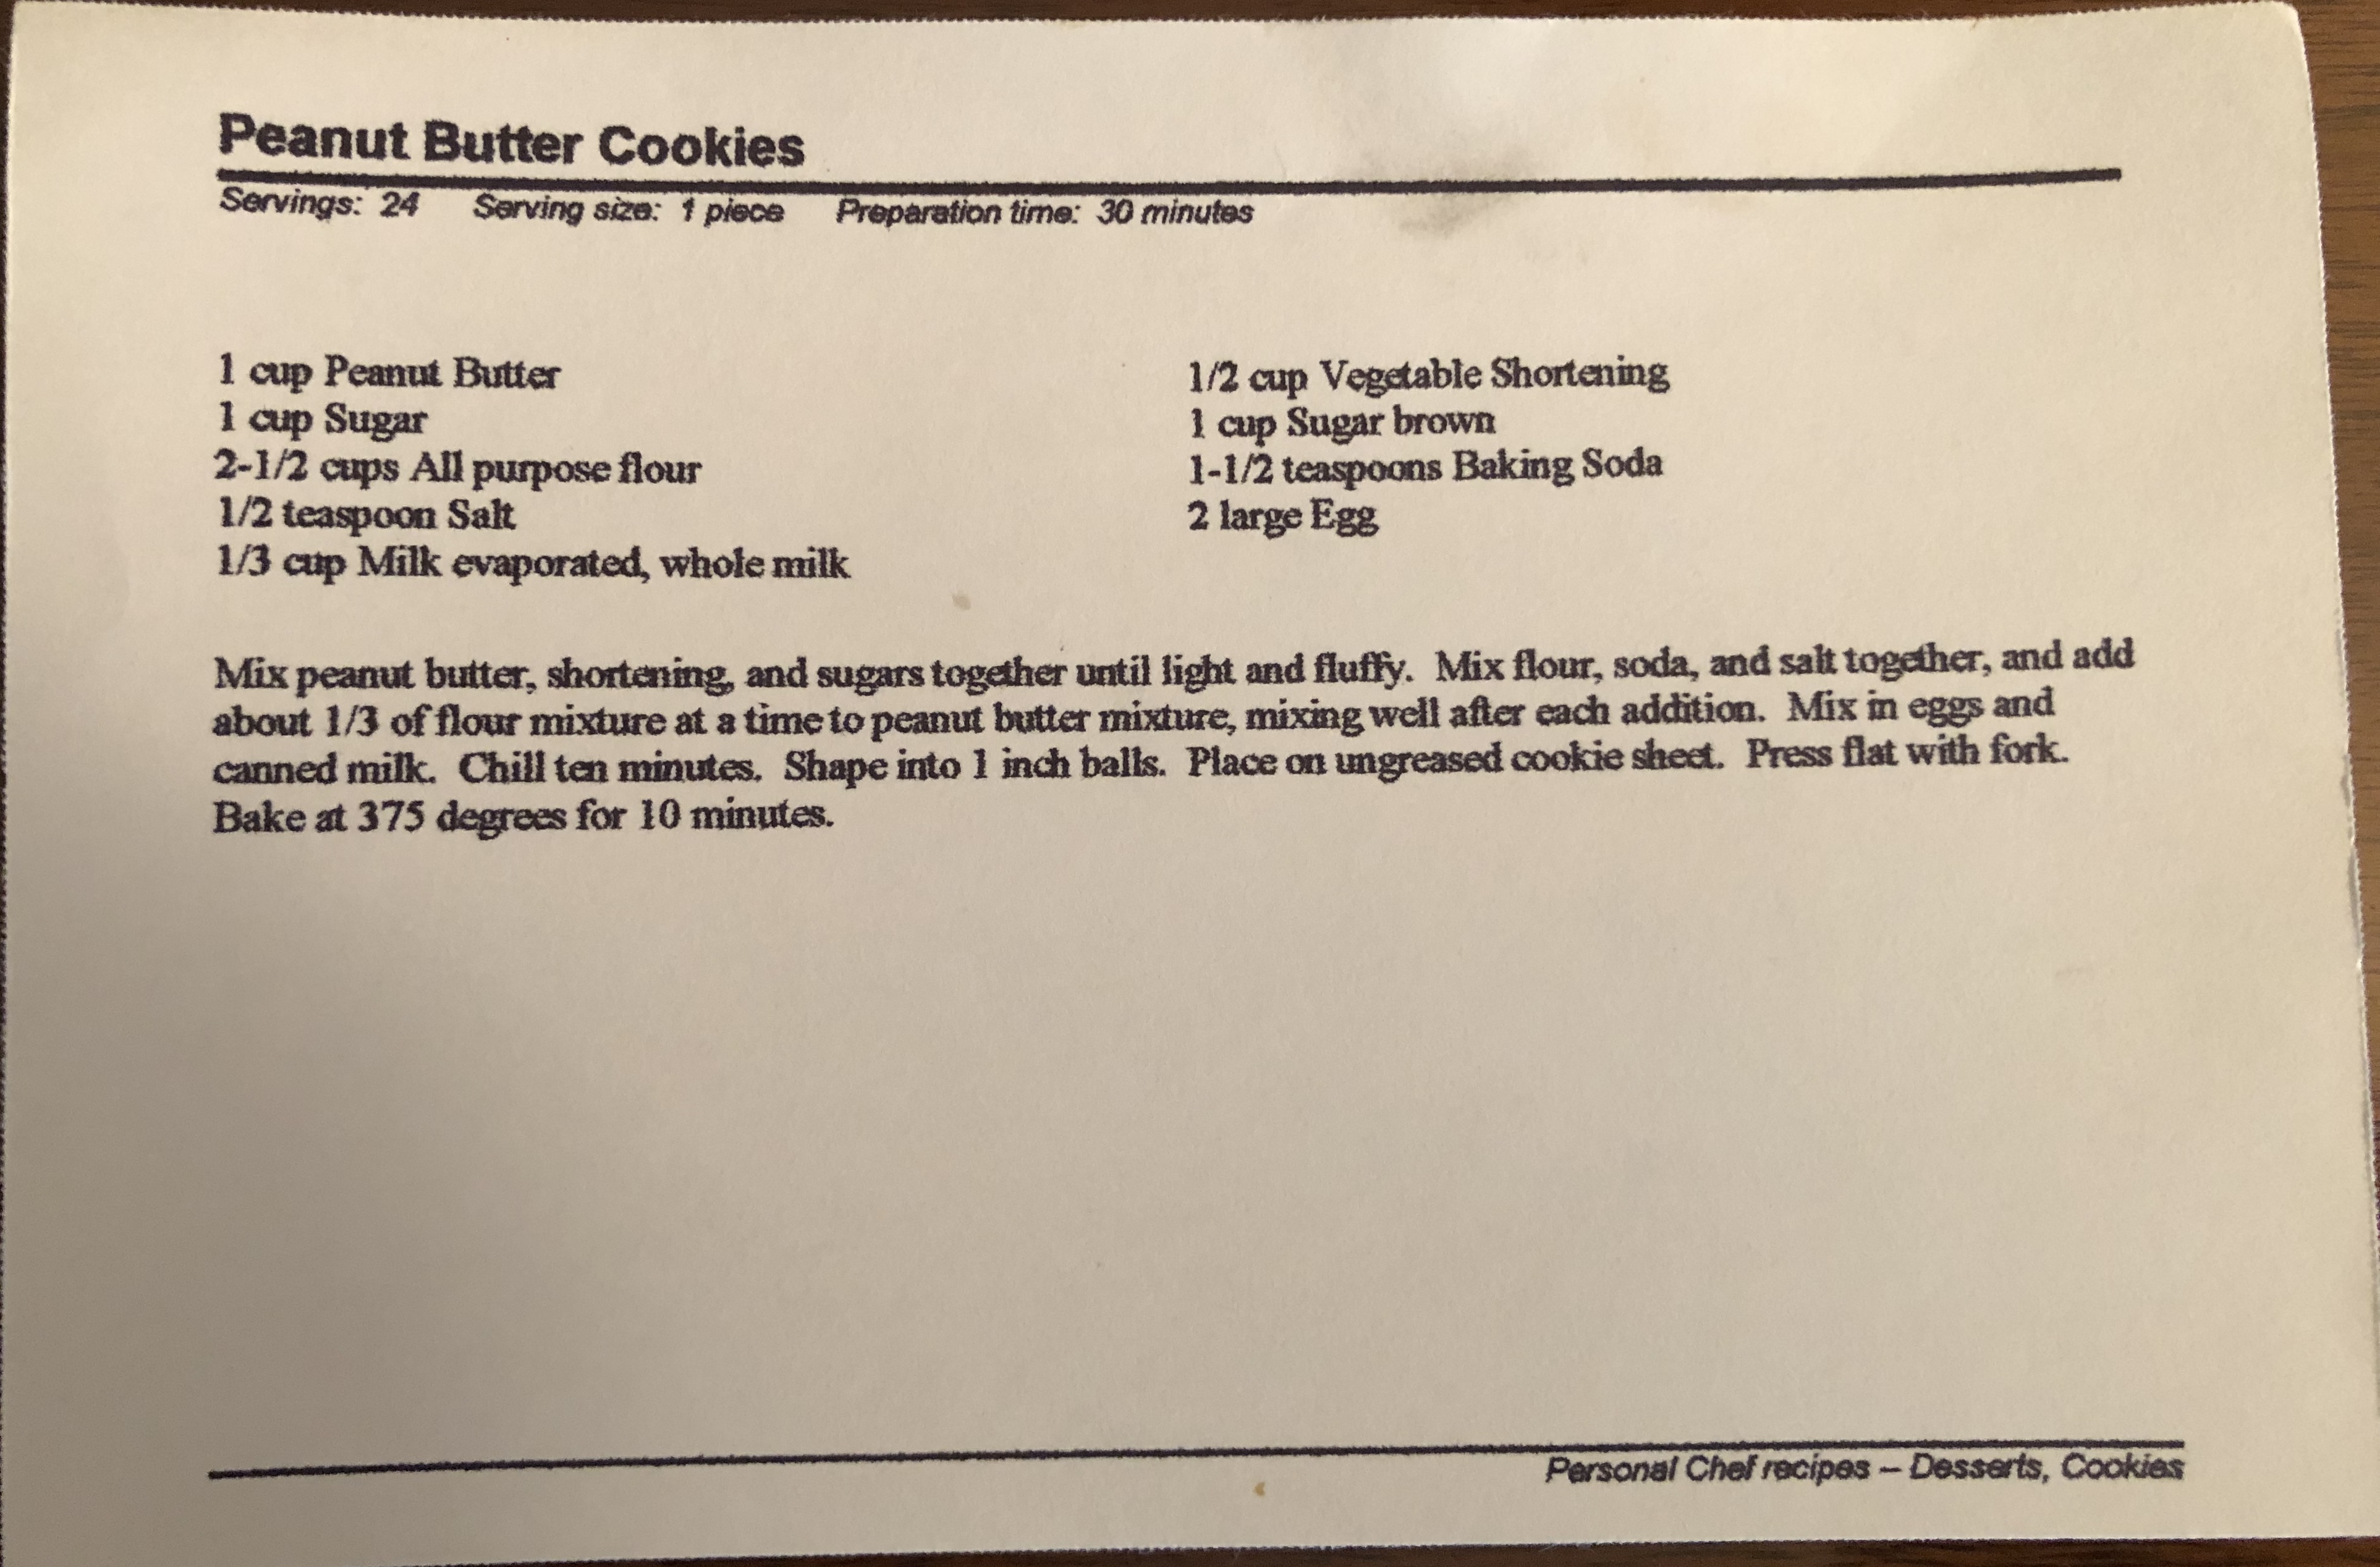 Peanut Butter Cookies
Servings: 24 Serving size: 1 piece Preparation time: 30 minutes
1 cup Peanut Butter
1 cup Sugar
2-1/2 cups All purpose flour
1/2 teaspoon Salt
1/3 cup Milk evaporated, whole milk
1/2 cup Vegetable Shortening
1 cup Sugar brown
1-1/2 teaspoons Baking Soda
2 large Egg
Mix peanut butter, shortening, and sugars together until light and fluffy. Mix flour, soda, and salt together, and add
about 1/3 of flour mixture at a time to peanut butter mixture, mixing well after each addition. Mix in eggs and
canned milk. Chill ten minutes. Shape into 1 inch balls. Place on ungreased cookie sheet. Press flat with fork.
Bake at 375 degrees for 10 minutes.
Personal Chef recipes – Desserts, Cookies